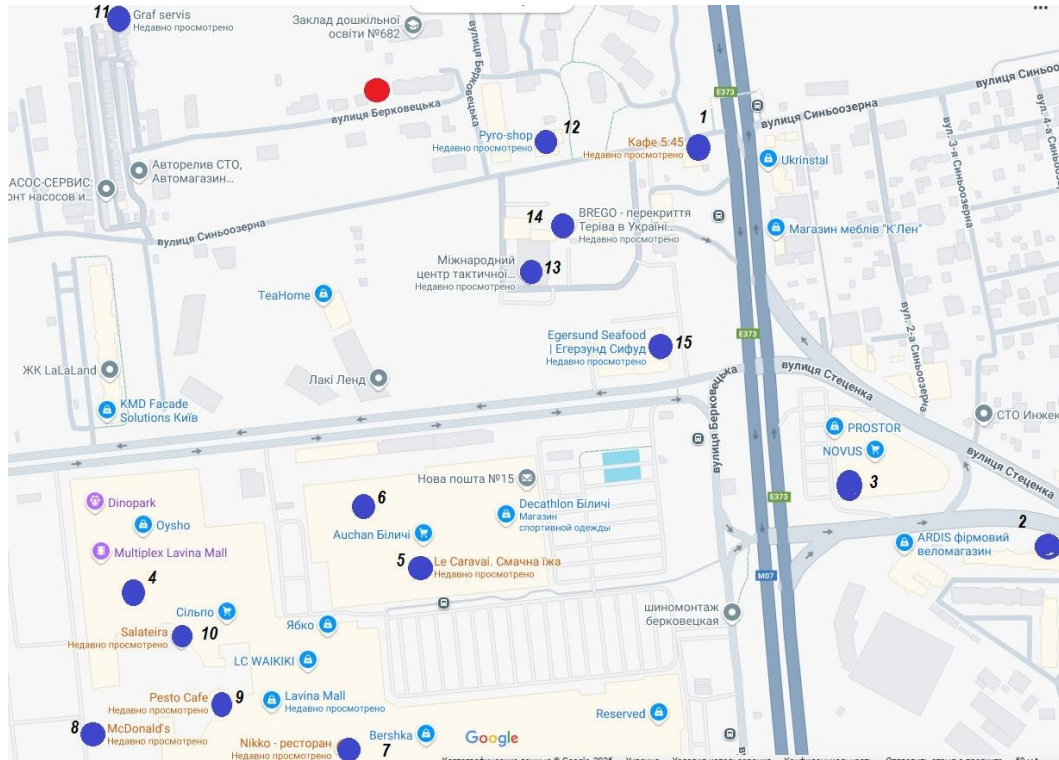 11
Graf servis
Недавно просмотрено
Заклад дошкільної
освіти №682
вулиця Берковецька
вулиця Берковецька
E373
1
12
Pyro-shop
Недавно просмотрено
Кафе 5:45
Недавно просмотрено
вулиця Синьоозерна
вулиця Синьоо
вул. 3-я Синьоозерна
вул. 4-а Синьоозе
Ukrinstal
Авторелив СТО,
Автомагазин...
АСОС-СЕРВИС:
онт насосов и...
14
BREGO - перекриття
Теріва в Україні...
Недавно просмотрено
вулиця Синьоозерна
Магазин меблів "К'Лен"
Міжнародний
центр тактичної...
Недавно просмотрено
13
TeaHome
вул. 2-а Синьоозерна
Egersund Seafood
| Егерзунд Сифуд
Недавно просмотрено
15
E373
ЖК LaLaLand
Лакі Ленд
вулиця Берковецька
вулиця Стеценка
KMD Facade
Solutions Київ
СТО Инжек
PROSTOR
NOVUS
3
вулиця Стеценка
Нова пошта №15
6
Dinopark
Oysho
Decathlon Біличі
Магазин
спортивной одежды
E373
Auchan Біличі
2
ARDIS фірмовий
веломагазин
Multiplex Lavina Mall
5
Le Caravai. Смачна їжа
Недавно просмотрено
4
M07
Сільпо
Ябко
шиномонтаж
берковецкая
Salateira
Недавно просмотрено
10
LC WAIKIKI
Pesto Cafe
Недавно просмотрено
9
Lavina Mall
Недавно просмотрено
8
McDonald's
Недавно просмотрено
Reserved
Nikko - ресторан
Недавно просмотрено
7
Bershka
Google